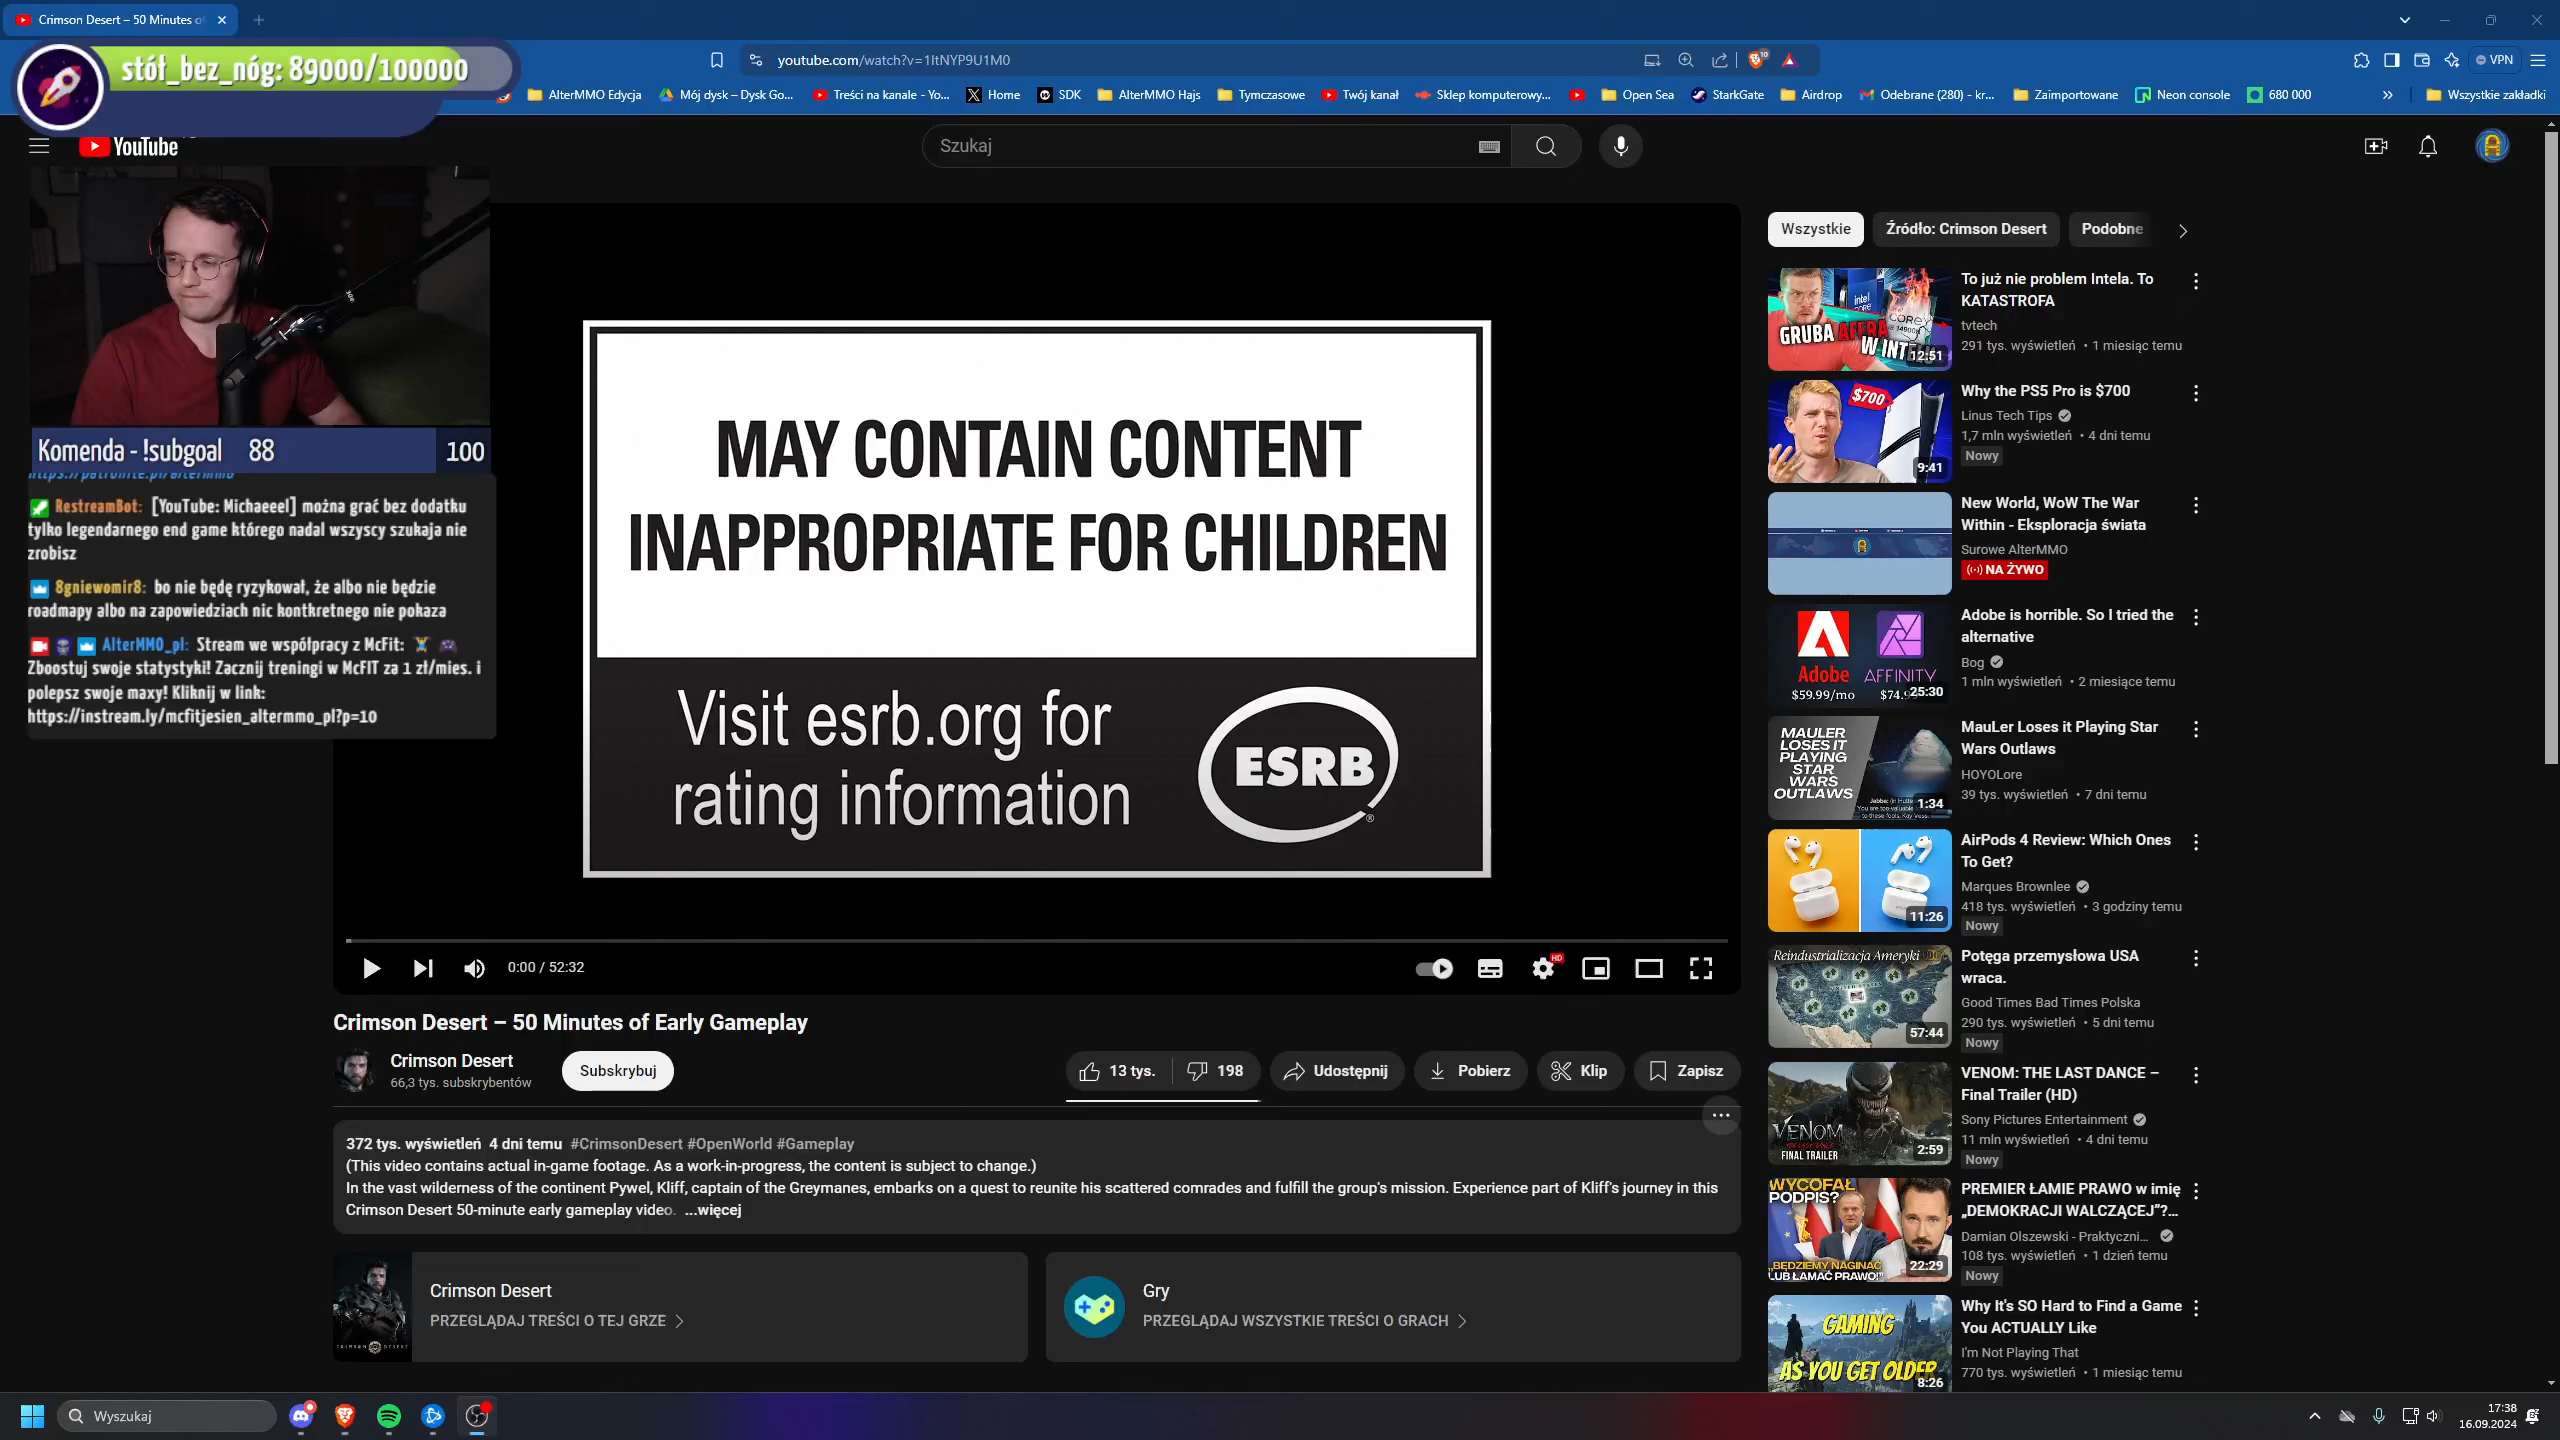 Crimson Desert – 50 Minutes of
stół_bez_nóg: 89000/100000
youtube.com/watch?v=1ItNYP9U1M0
VPN
AlterMMO Edycja
Mój dysk – Dysk Go...
Treści na kanale - Yo...
Home
SDK
AlterMMO Hajs
Tymczasowe
Twój kanał
Sklep komputerowy...
Open Sea
StarkGate
Airdrop
Odebrane (280) - kr...
Zaimportowane
Neon console
680 000
Wszystkie zakładki
YouTube
Szukaj
Komenda - !subgoal 88 100
https://patronite.pl/altermmo
RestreamBot: [YouTube: Michaeeel] można grać bez dodatku
tylko legendarnego end game którego nadal wszyscy szukaja nie
zrobisz
8gniewomir8: bo nie będę ryzykował, że albo nie będzie
roadmapy albo na zapowiedziach nic kontkretnego nie pokaza
AlterMMO_pl: Stream we współpracy z McFit:
Zboostuj swoje statystyki! Zacznij treningi w McFIT za 1 zł/mies. i
polepsz swoje maxy! Kliknij w link:
https://instream.ly/mcfitjesien_altermmo_pl?p=10
MAY CONTAIN CONTENT
INAPPROPRIATE FOR CHILDREN
Visit esrb.org for
rating information
ESRB
0:00 / 52:32
HD
Crimson Desert – 50 Minutes of Early Gameplay
Crimson Desert
66,3 tys. subskrybentów
Subskrybuj
13 tys.
198
Udostępnij
Pobierz
Klip
Zapisz
372 tys. wyświetleń 4 dni temu #CrimsonDesert #OpenWorld #Gameplay
(This video contains actual in-game footage. As a work-in-progress, the content is subject to change.)
In the vast wilderness of the continent Pywel, Kliff, captain of the Greymanes, embarks on a quest to reunite his scattered comrades and fulfill the group's mission. Experience part of Kliff's journey in this
Crimson Desert 50-minute early gameplay video. ...więcej
Crimson Desert
PRZEGLĄDAJ TREŚCI O TEJ GRZE
CRIMSON DESERT
Gry
PRZEGLĄDAJ WSZYSTKIE TREŚCI O GRACH
Wszystkie
Źródło: Crimson Desert
Podobne
GRUBA AFERA
W INTELU
12:51
To już nie problem Intela. To
KATASTROFA
tvtech
291 tys. wyświetleń • 1 miesiąc temu
$700
9:41
Why the PS5 Pro is $700
Linus Tech Tips
1,7 mln wyświetleń • 4 dni temu
Nowy
New World, WoW The War
Within - Eksploracja świata
Surowe AlterMMO
NA ŻYWO
Adobe
AFFINITY
$59.99/mo
25:30
Adobe is horrible. So I tried the
alternative
Bog
1 mln wyświetleń • 2 miesiące temu
MAULER
LOSES IT
PLAYING
STAR
WARS
OUTLAWS
1:34
MauLer Loses it Playing Star
Wars Outlaws
HOYOLore
39 tys. wyświetleń • 7 dni temu
11:26
AirPods 4 Review: Which Ones
To Get?
Marques Brownlee
418 tys. wyświetleń • 3 godziny temu
Nowy
Reindustrializacja Ameryki
57:44
Potęga przemysłowa USA
wraca.
Good Times Bad Times Polska
290 tys. wyświetleń • 5 dni temu
Nowy
VENOM
FINAL TRAILER
2:59
VENOM: THE LAST DANCE –
Final Trailer (HD)
Sony Pictures Entertainment
11 mln wyświetleń • 4 dni temu
Nowy
WYCOFAŁ
PODPIS?
„BĘDZIEMY NAGINAĆ
LUB ŁAMAĆ PRAWO!"
22:29
PREMIER ŁAMIE PRAWO w imię
„DEMOKRACJI WALCZĄCEJ"?...
Damian Olszewski - Praktyczni...
108 tys. wyświetleń • 1 dzień temu
Nowy
GAMING
AS YOU GET OLDER
8:26
Why It's SO Hard to Find a Game
You ACTUALLY Like
I'm Not Playing That
770 tys. wyświetleń • 1 miesiąc temu
Wyszukaj
17:38
16.09.2024